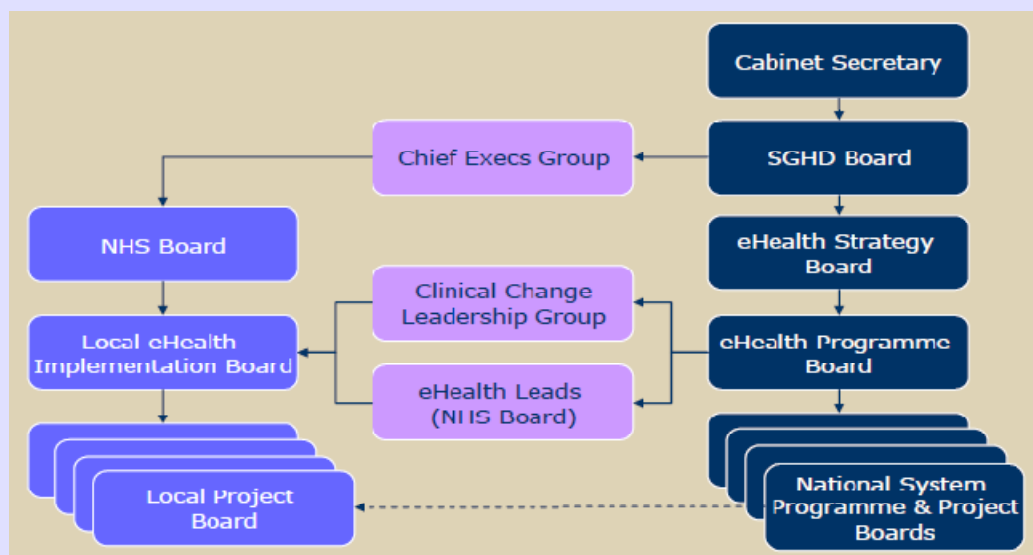 Cabinet Secretary
Chief Execs Group
SGHD Board
NHS Board
eHealth Strategy
Board
Clinical Change
Leadership Group
Local eHealth
Implementation Board
eHealth Programme
Board
eHealth Leads
(NHS Board)
Local Project
Board
National System
Programme & Project
Boards